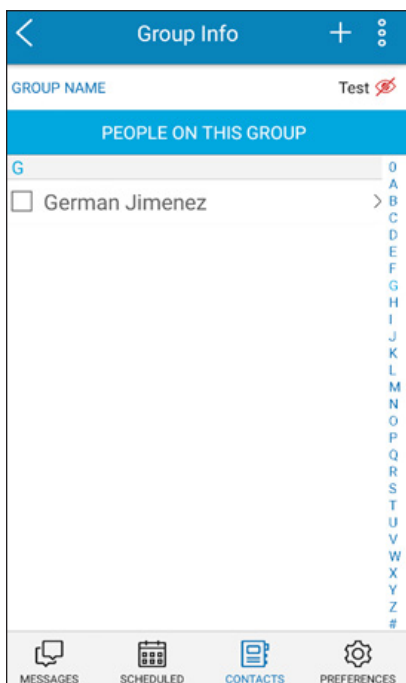 Group Info
GROUP NAME Test
PEOPLE ON THIS GROUP
G
German Jimenez
0
A
B
C
D
E
F
G
H
I
J
K
L
M
N
O
P
Q
R
S
T
U
V
W
X
Y
Z
#
MESSAGES SCHEDULED CONTACTS PREFERENCES